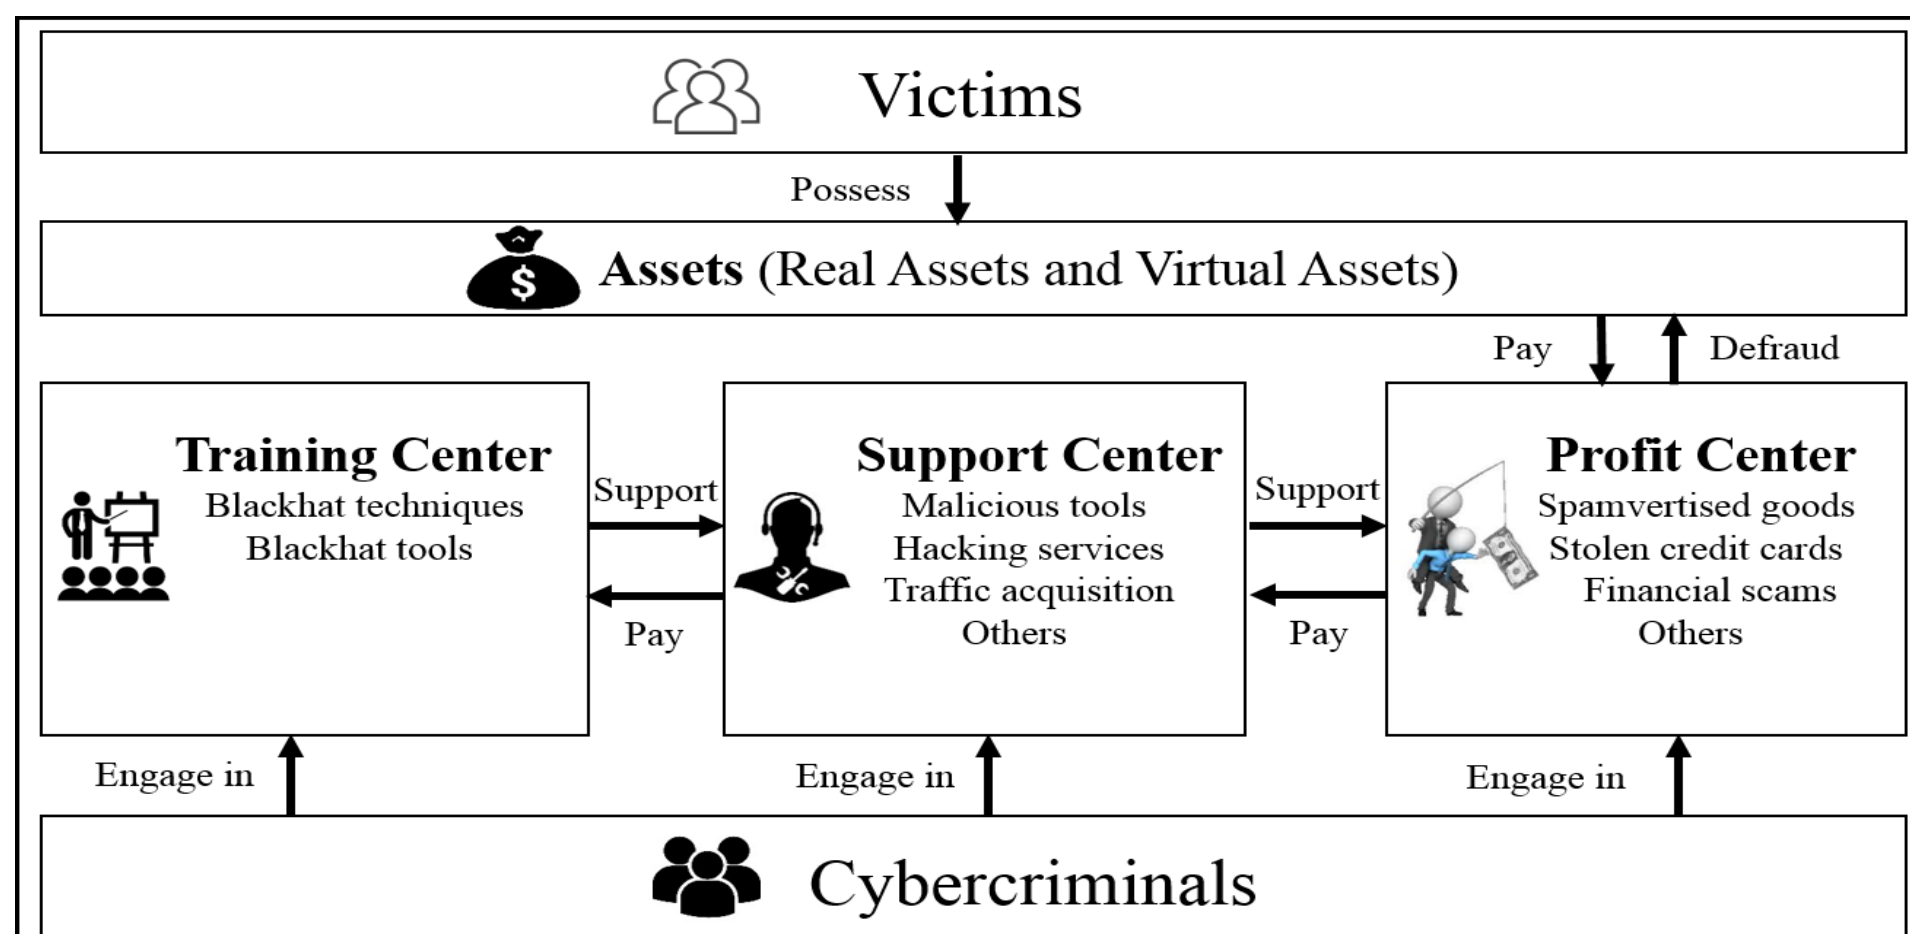 Victims
Possess
$ Assets (Real Assets and Virtual Assets)
Pay
Defraud
Training Center
Blackhat techniques
Blackhat tools
Support
Pay
Support Center
Malicious tools
Hacking services
Traffic acquisition
Others
Support
Pay
Profit Center
Spamvertised goods
Stolen credit cards
Financial scams
Others
Engage in
Engage in
Engage in
Cybercriminals